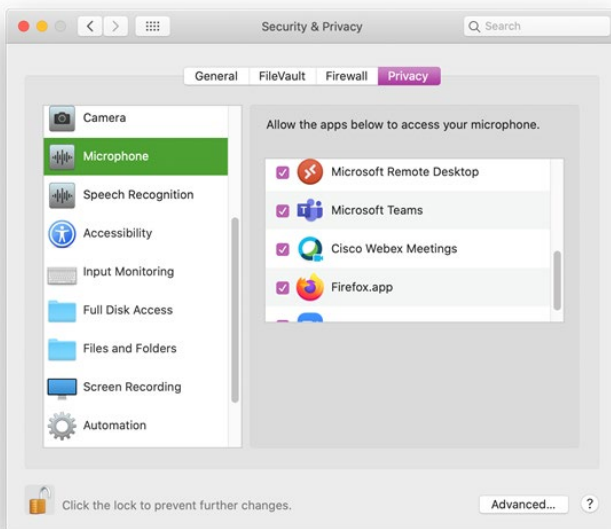 Security & Privacy
Search
General
FileVault
Firewall
Privacy
Camera
Microphone
Speech Recognition
Accessibility
Input Monitoring
Full Disk Access
Files and Folders
Screen Recording
Automation
Allow the apps below to access your microphone.
Microsoft Remote Desktop
Microsoft Teams
Cisco Webex Meetings
Firefox.app
Click the lock to prevent further changes.
Advanced...
?